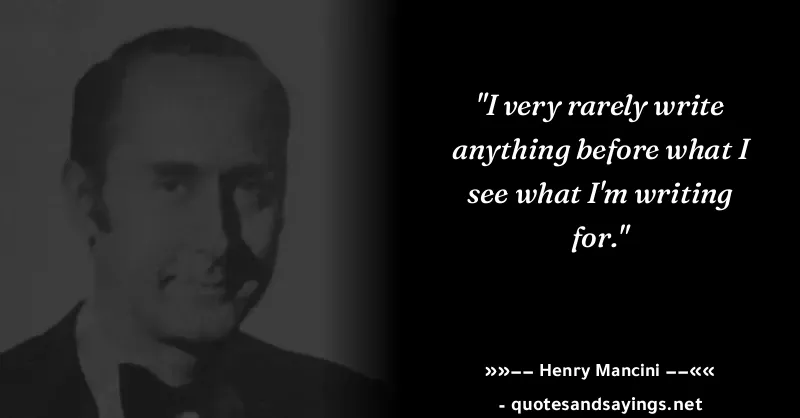 "I very rarely write
anything before what I
see what I'm writing
for."
»»−− Henry Mancini −−««
- quotesandsayings.net